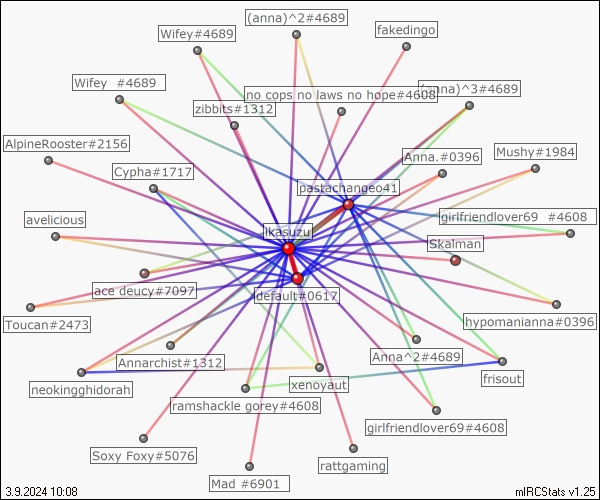 (anna)^2#4689
Wifey#4689
fakedingo
Wifey  #4689
(anna)^3#4689
no cops no laws no hope#4608
zibbits#1312
AlpineRooster#2156
Mushy#1984
Anna.#0396
Cypha#1717
pastachangeo41
avelicious
girlfriendlover69  #4608
ikasuzu
Skalman
ace deucy#7097
default#0617
Toucan#2473
hypomanianna#0396
Annarchist#1312
Anna^2#4689
neokingghidorah
xenoyaut
frisout
ramshackle gorey#4608
girlfriendlover69#4608
Soxy Foxy#5076
rattgaming
Mad #6901
3.9.2024 10:08
mIRCStats v1.25